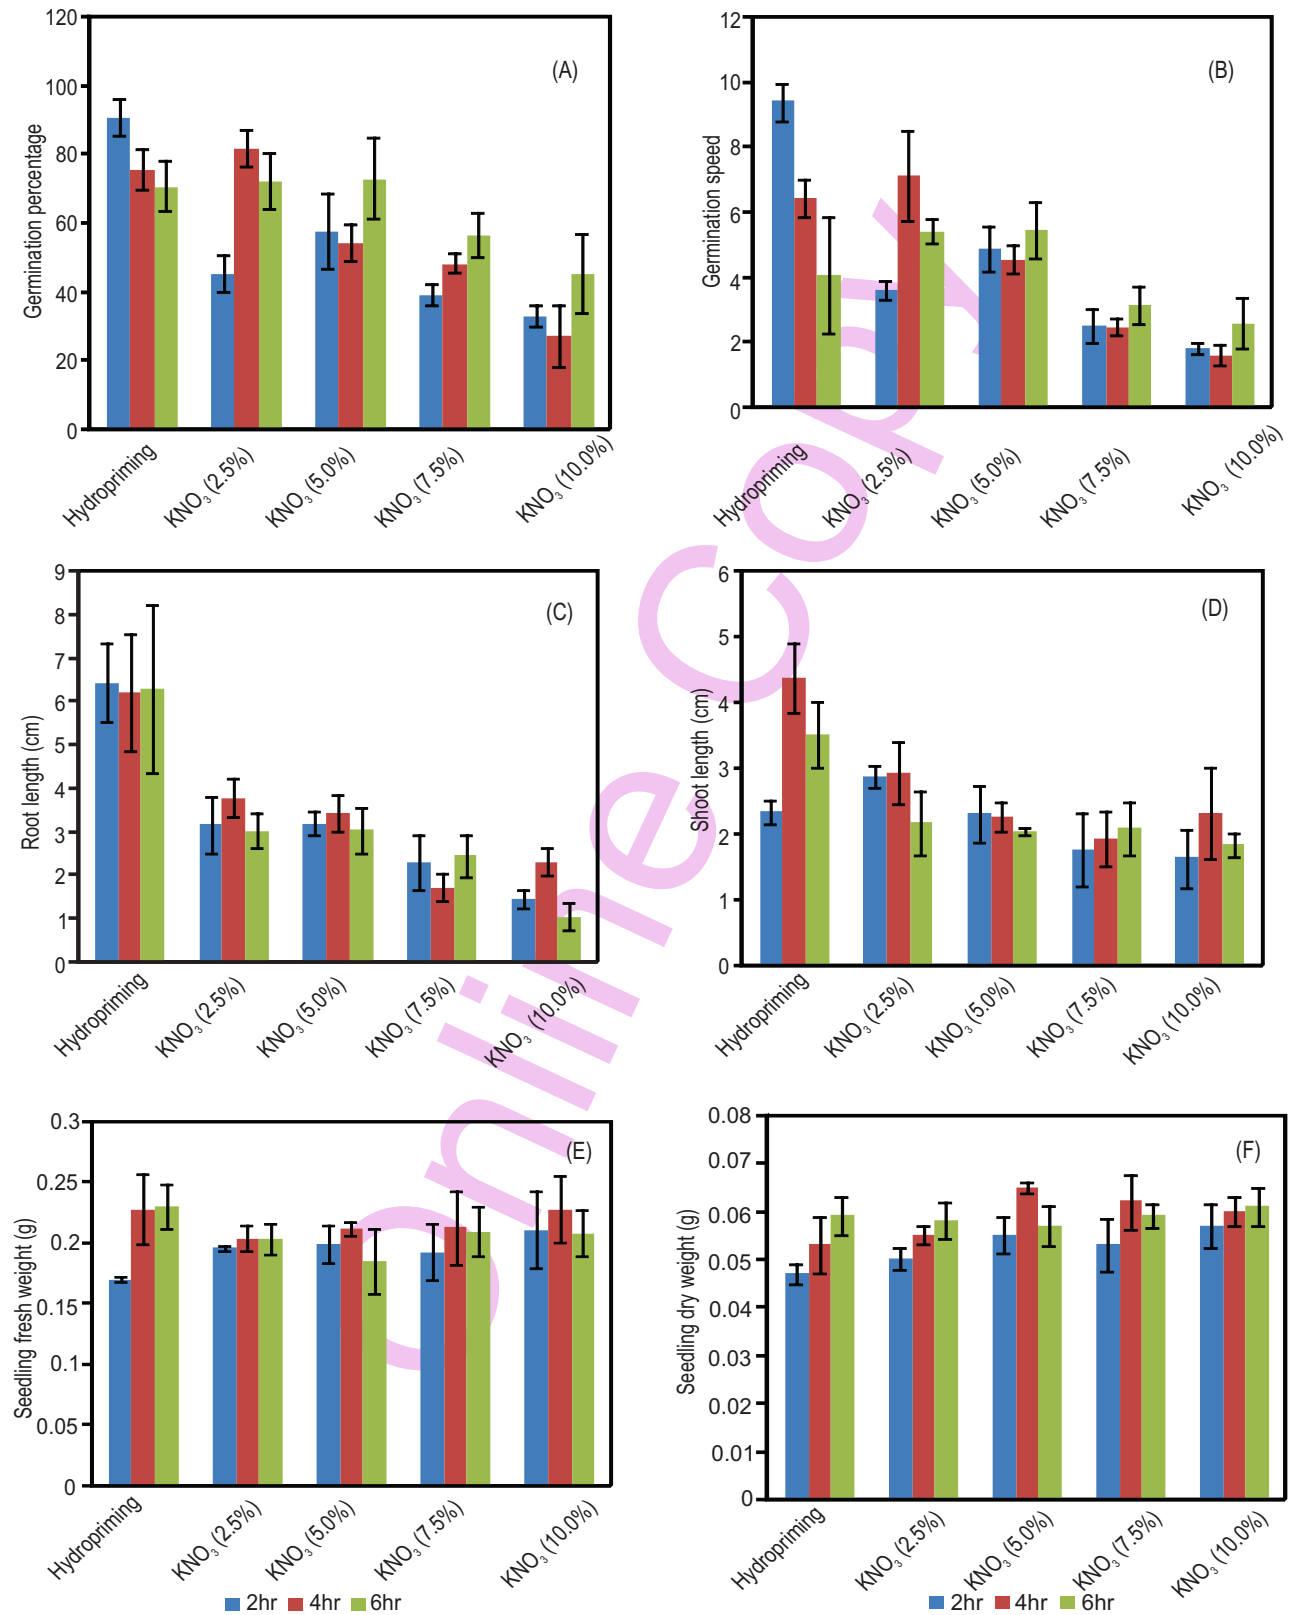 120
100
80
60
40
20
0
Germination percentage
(A)
Hydropriming
KNO₃ (2.5%)
KNO₃ (5.0%)
KNO₃ (7.5%)
KNO₃ (10.0%)
12
10
8
6
4
2
0
Germination speed
(B)
Hydropriming
KNO₃ (2.5%)
KNO₃ (5.0%)
KNO₃ (7.5%)
KNO₃ (10.0%)
9
8
7
6
5
4
3
2
1
0
Root length (cm)
(C)
Hydropriming
KNO₃ (2.5%)
KNO₃ (5.0%)
KNO₃ (7.5%)
KNO₃ (10.0%)
6
5
4
3
2
1
0
Shoot length (cm)
(D)
Hydropriming
KNO₃ (2.5%)
KNO₃ (5.0%)
KNO₃ (7.5%)
KNO₃ (10.0%)
0.3
0.25
0.2
0.15
0.1
0.05
0
Seedling fresh weight (g)
(E)
Hydropriming
KNO₃ (2.5%)
KNO₃ (5.0%)
KNO₃ (7.5%)
KNO₃ (10.0%)
2hr 4hr 6hr
0.08
0.07
0.06
0.05
0.04
0.03
0.02
0.01
0
Seedling dry weight (g)
(F)
Hydropriming
KNO₃ (2.5%)
KNO₃ (5.0%)
KNO₃ (7.5%)
KNO₃ (10.0%)
2hr 4hr 6hr
Online Copy